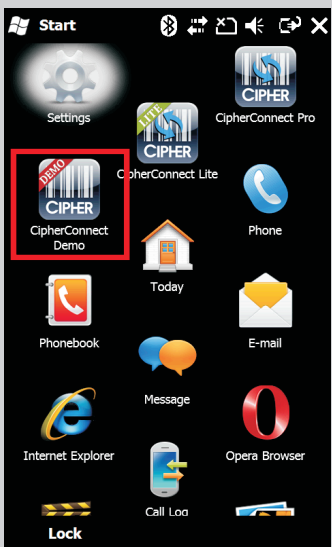 Start
Settings
CIPHER
CipherConnect Pro
LITE
CIPHER
CipherConnect Lite
DEMO
CIPHER
CipherConnect
Demo
Phone
Today
Phonebook
E-mail
Message
Internet Explorer
Opera Browser
Call Log
Lock